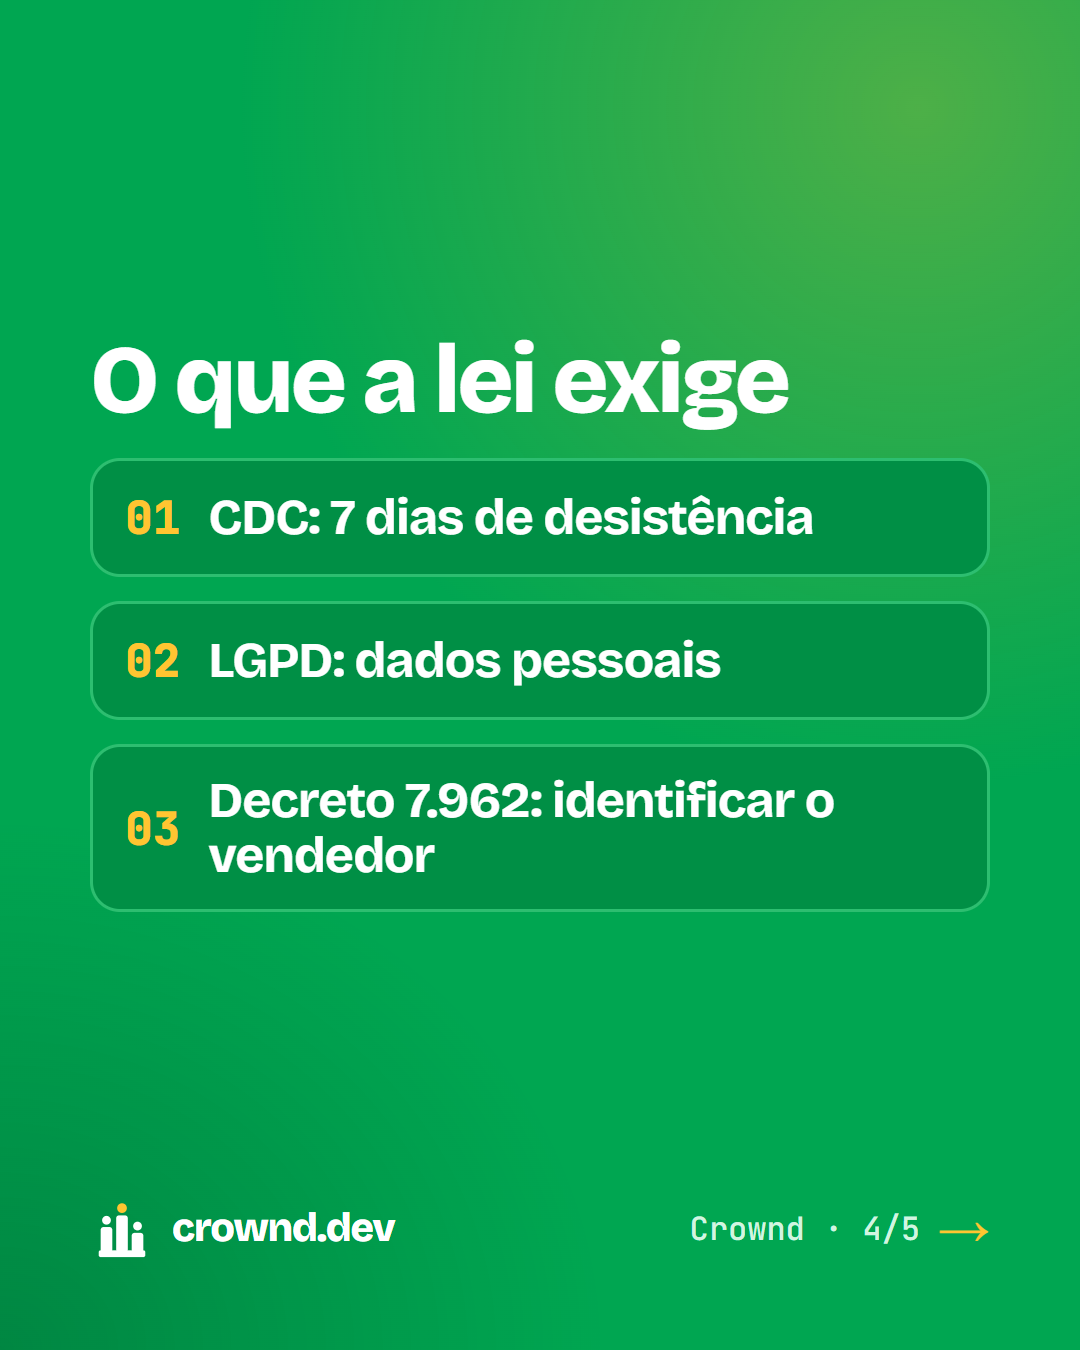 O que a lei exige
01 CDC: 7 dias de desistência
02 LGPD: dados pessoais
03 Decreto 7.962: identificar o
vendedor
crownd.dev
Crownd · 4/5 →